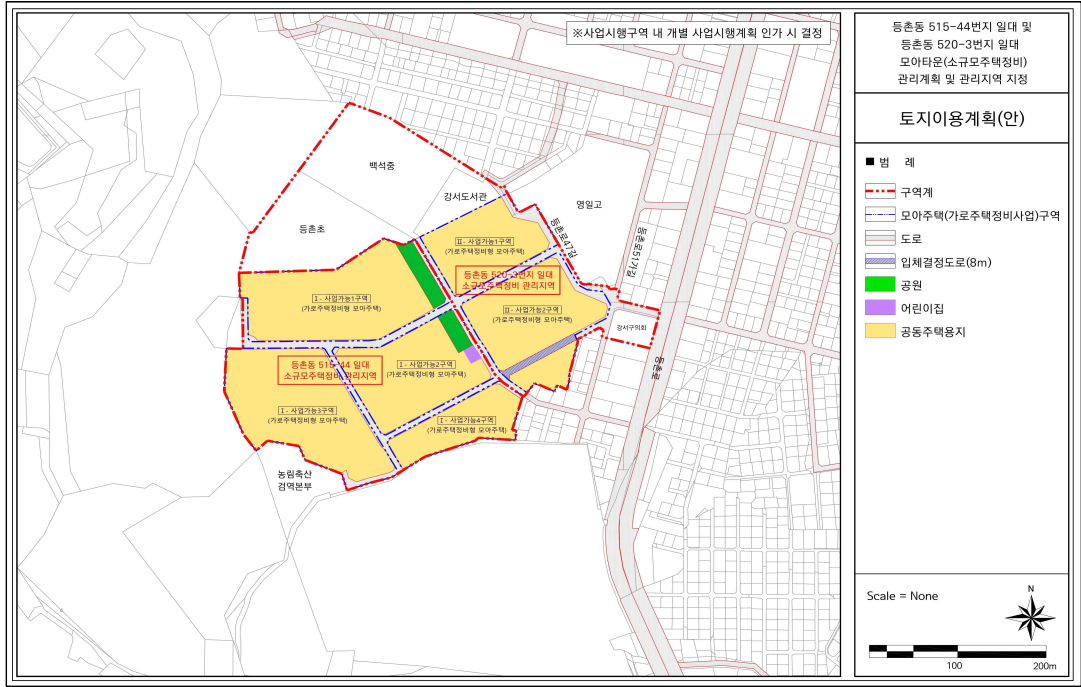 ※사업시행구역 내 개별 사업시행계획 인가 시 결정
백석중
강서도서관
영일고
등촌초
등촌로47길
등촌로51가길
Ⅱ- 사업가능1구역
(가로주택정비형 모아주택)
등촌동 520-3번지 일대
소규모주택정비 관리지역
Ⅰ- 사업가능1구역
(가로주택정비형 모아주택)
Ⅱ- 사업가능2구역
(가로주택정비형 모아주택)
강서구의회
등촌로
등촌동 515-44 일대
소규모주택정비 관리지역
Ⅰ- 사업가능2구역
(가로주택정비형 모아주택)
Ⅰ- 사업가능3구역
(가로주택정비형 모아주택)
Ⅰ- 사업가능4구역
(가로주택정비형 모아주택)
농림축산
검역본부
등촌동 515-44번지 일대 및
등촌동 520-3번지 일대
모아타운(소규모주택정비)
관리계획 및 관리지역 지정
토지이용계획(안)
■ 범 례
구역계
모아주택(가로주택정비사업)구역
도로
입체결정도로(8m)
공원
어린이집
공동주택용지
Scale = None
N
100 200m